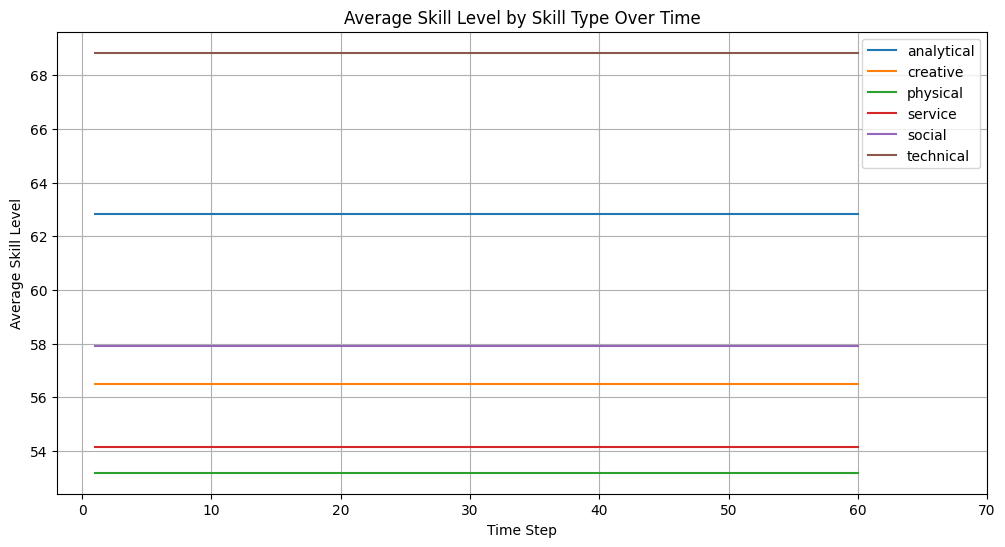 Average Skill Level by Skill Type Over Time
Average Skill Level
68
66
64
62
60
58
56
54
0 10 20 30 40 50 60 70
Time Step
analytical
creative
physical
service
social
technical